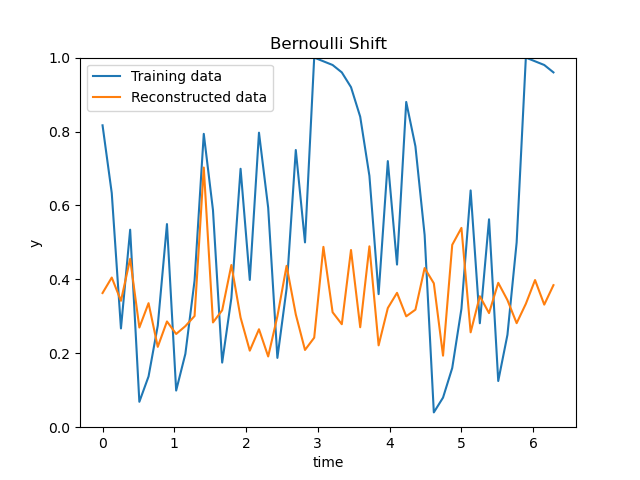 Bernoulli Shift
Training data
Reconstructed data
y
1.0
0.8
0.6
0.4
0.2
0.0
0 1 2 3 4 5 6
time